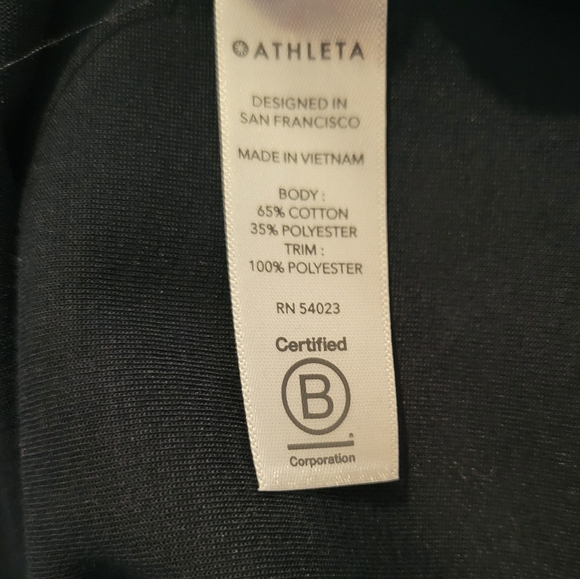 ATHLETA
DESIGNED IN
SAN FRANCISCO
MADE IN VIETNAM
BODY :
65% COTTON
35% POLYESTER
TRIM :
100% POLYESTER
RN 54023
Certified
B
Corporation